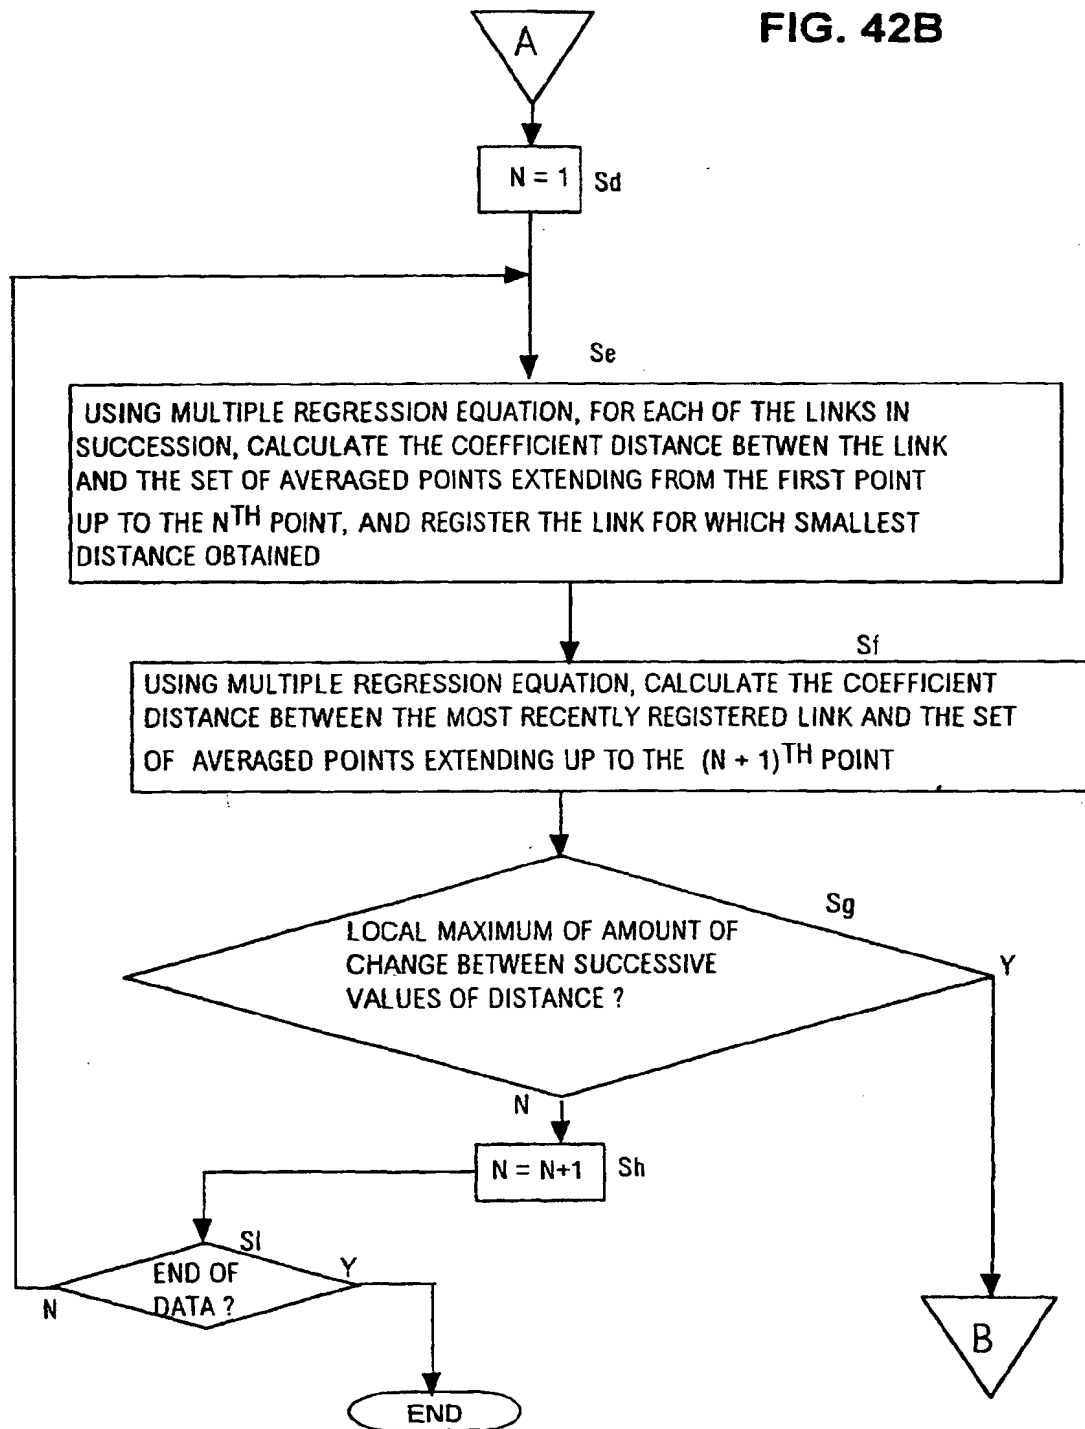 FIG. 42B
A
N = 1
Sd
Se
USING MULTIPLE REGRESSION EQUATION, FOR EACH OF THE LINKS IN
SUCCESSION, CALCULATE THE COEFFICIENT DISTANCE BETWEN THE LINK
AND THE SET OF AVERAGED POINTS EXTENDING FROM THE FIRST POINT
UP TO THE NTH POINT, AND REGISTER THE LINK FOR WHICH SMALLEST
DISTANCE OBTAINED
Sf
USING MULTIPLE REGRESSION EQUATION, CALCULATE THE COEFFICIENT
DISTANCE BETWEEN THE MOST RECENTLY REGISTERED LINK AND THE SET
OF AVERAGED POINTS EXTENDING UP TO THE (N + 1)TH POINT
Sg
LOCAL MAXIMUM OF AMOUNT OF
CHANGE BETWEEN SUCCESSIVE
VALUES OF DISTANCE ?
Y
N
N = N+1
Sh
SI
END OF
DATA ?
Y
N
B
END